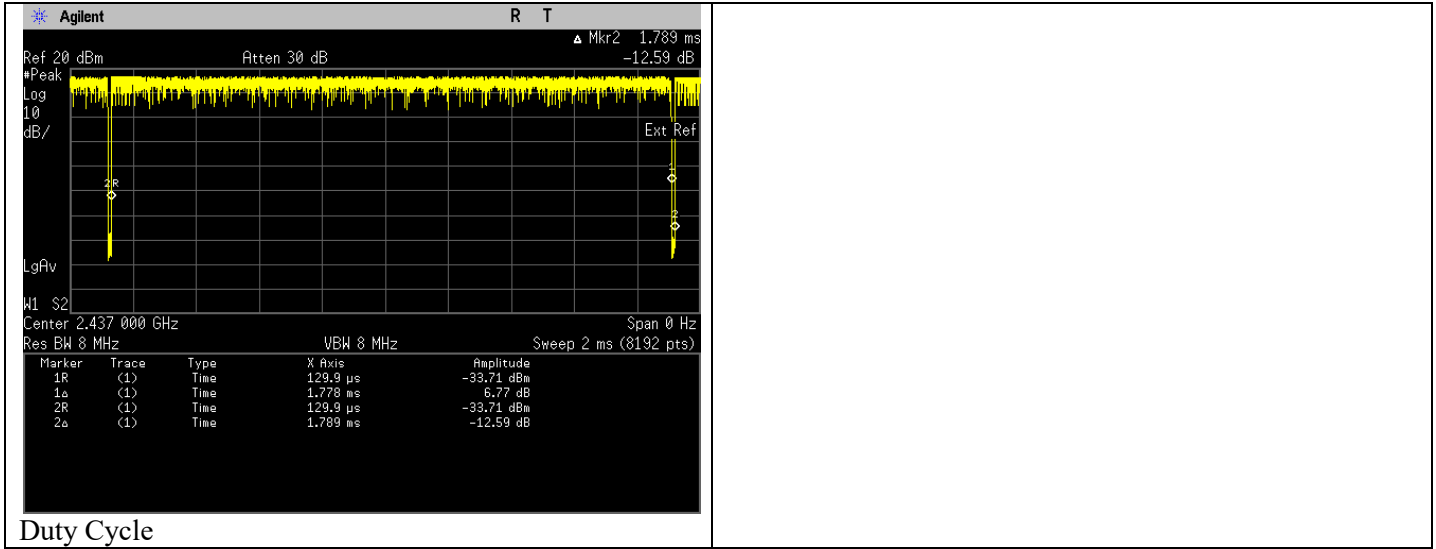 Agilent R T
▵ Mkr2 1.789 ms
Ref 20 dBm Atten 30 dB −12.59 dB
#Peak
Log
10
dB/
Ext Ref
1
2R
2
LgAv
W1 S2
Center 2.437 000 GHz Span 0 Hz
Res BW 8 MHz VBW 8 MHz Sweep 2 ms (8192 pts)
Marker Trace Type X Axis Amplitude
1R (1) Time 129.9 µs −33.71 dBm
1▵ (1) Time 1.778 ms 6.77 dB
2R (1) Time 129.9 µs −33.71 dBm
2▵ (1) Time 1.789 ms −12.59 dB
Duty Cycle